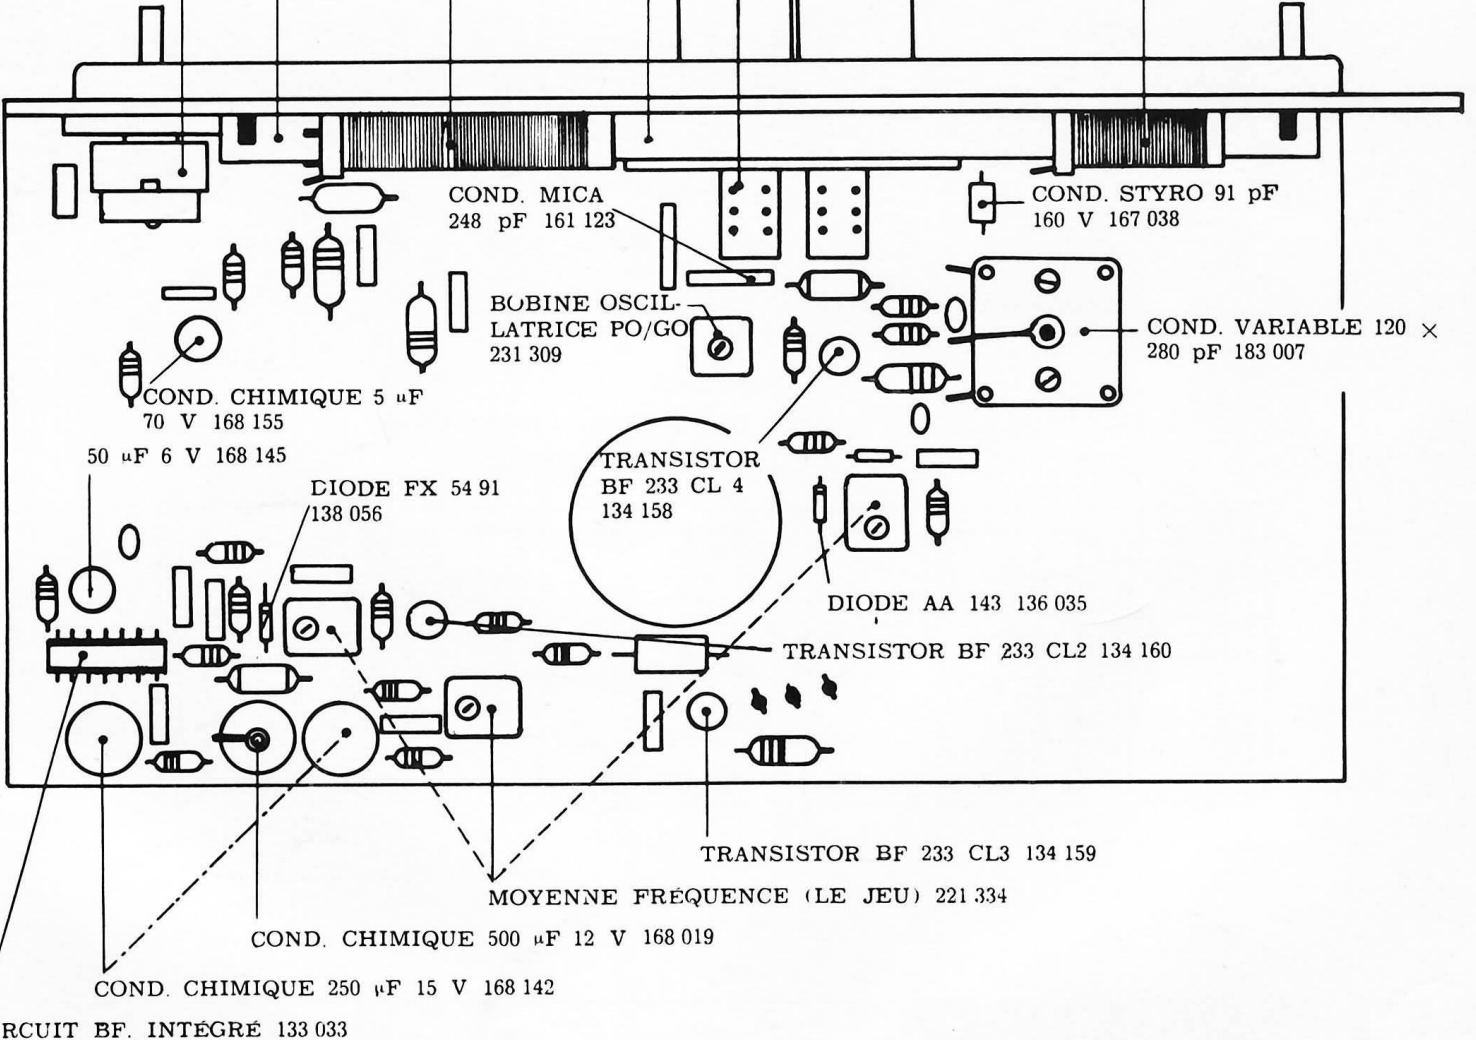 COND. MICA
248 pF 161 123
COND. STYRO 91 pF
160 V 167 038
BOBINE OSCIL-
LATRICE PO/GO
231 309
COND. VARIABLE 120 ×
280 pF 183 007
COND. CHIMIQUE 5 µF
70 V 168 155
50 µF 6 V 168 145
DIODE FX 54 91
138 056
TRANSISTOR
BF 233 CL 4
134 158
DIODE AA 143 136 035
TRANSISTOR BF 233 CL2 134 160
TRANSISTOR BF 233 CL3 134 159
MOYENNE FRÉQUENCE (LE JEU) 221 334
COND. CHIMIQUE 500 µF 12 V 168 019
COND. CHIMIQUE 250 µF 15 V 168 142
RCUIT BF. INTÉGRÉ 133 033